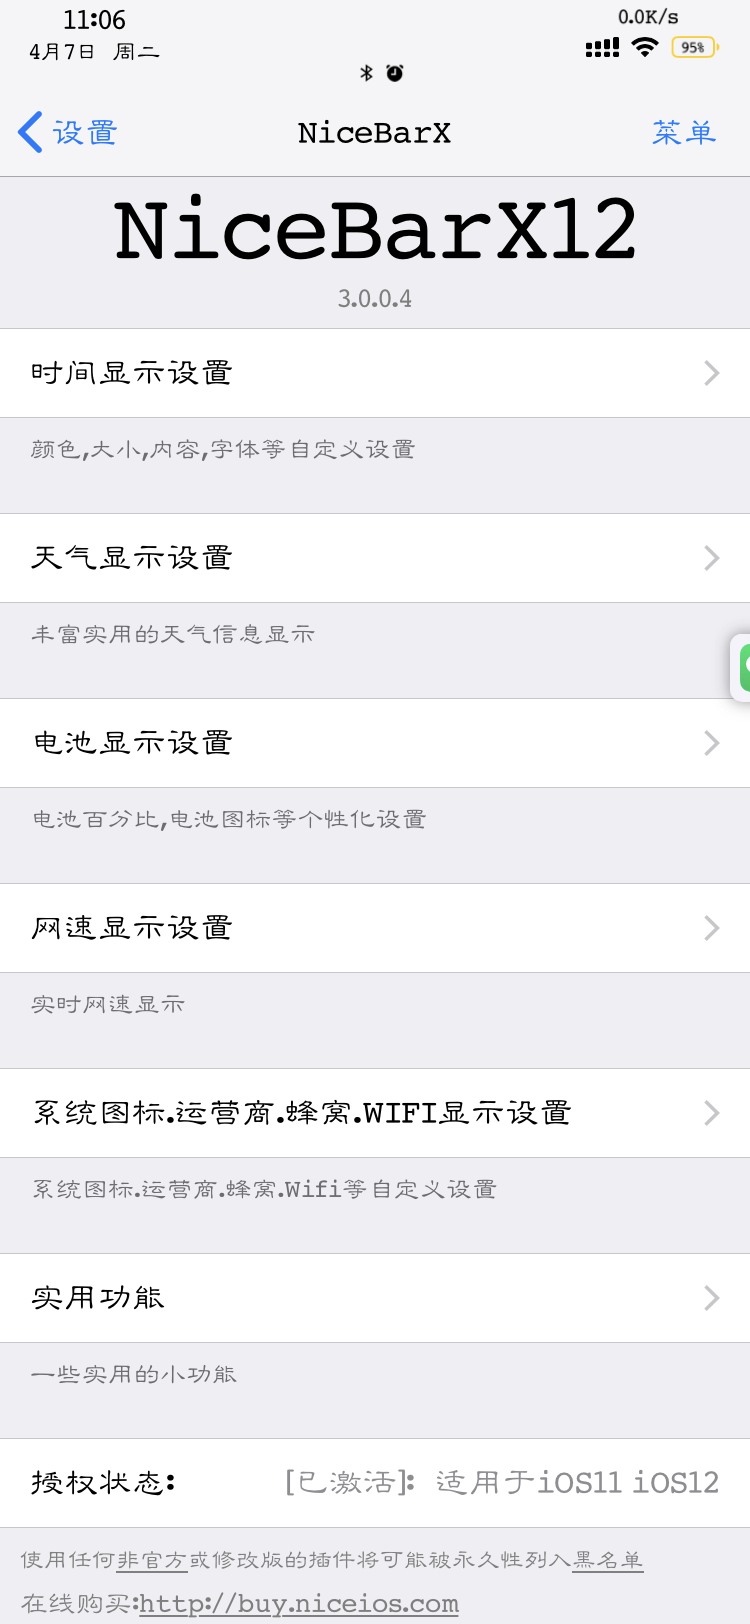 11:06
0.0K/s
4月7日 周二
95%
设置
NiceBarX
菜单
NiceBarX12
3.0.0.4
时间显示设置
颜色,大小,内容,字体等自定义设置
天气显示设置
丰富实用的天气信息显示
电池显示设置
电池百分比,电池图标等个性化设置
网速显示设置
实时网速显示
系统图标.运营商.蜂窝.WIFI显示设置
系统图标.运营商.蜂窝.Wifi等自定义设置
实用功能
一些实用的小功能
授权状态:
[已激活]: 适用于iOS11 iOS12
使用任何非官方或修改版的插件将可能被永久性列入黑名单
在线购买:http://buy.niceios.com